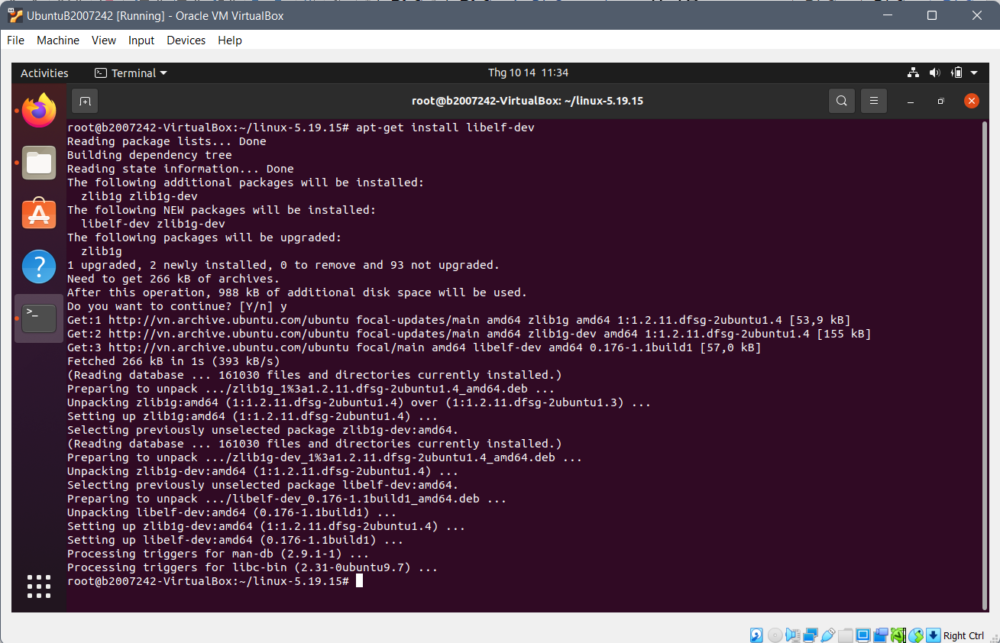 UbuntuB2007242 [Running] - Oracle VM VirtualBox
File Machine View Input Devices Help
Activities Terminal Thg 10 14 11:34
root@b2007242-VirtualBox: ~/linux-5.19.15
root@b2007242-VirtualBox:~/linux-5.19.15# apt-get install libelf-dev
Reading package lists... Done
Building dependency tree
Reading state information... Done
The following additional packages will be installed:
  zlib1g zlib1g-dev
The following NEW packages will be installed:
  libelf-dev zlib1g-dev
The following packages will be upgraded:
  zlib1g
1 upgraded, 2 newly installed, 0 to remove and 93 not upgraded.
Need to get 266 kB of archives.
After this operation, 988 kB of additional disk space will be used.
Do you want to continue? [Y/n] y
Get:1 http://vn.archive.ubuntu.com/ubuntu focal-updates/main amd64 zlib1g amd64 1:1.2.11.dfsg-2ubuntu1.4 [53,9 kB]
Get:2 http://vn.archive.ubuntu.com/ubuntu focal-updates/main amd64 zlib1g-dev amd64 1:1.2.11.dfsg-2ubuntu1.4 [155 kB]
Get:3 http://vn.archive.ubuntu.com/ubuntu focal/main amd64 libelf-dev amd64 0.176-1.1build1 [57,0 kB]
Fetched 266 kB in 1s (393 kB/s)
(Reading database ... 161030 files and directories currently installed.)
Preparing to unpack .../zlib1g_1%3a1.2.11.dfsg-2ubuntu1.4_amd64.deb ...
Unpacking zlib1g:amd64 (1:1.2.11.dfsg-2ubuntu1.4) over (1:1.2.11.dfsg-2ubuntu1.3) ...
Setting up zlib1g:amd64 (1:1.2.11.dfsg-2ubuntu1.4) ...
Selecting previously unselected package zlib1g-dev:amd64.
(Reading database ... 161030 files and directories currently installed.)
Preparing to unpack .../zlib1g-dev_1%3a1.2.11.dfsg-2ubuntu1.4_amd64.deb ...
Unpacking zlib1g-dev:amd64 (1:1.2.11.dfsg-2ubuntu1.4) ...
Selecting previously unselected package libelf-dev:amd64.
Preparing to unpack .../libelf-dev_0.176-1.1build1_amd64.deb ...
Unpacking libelf-dev:amd64 (0.176-1.1build1) ...
Setting up zlib1g-dev:amd64 (1:1.2.11.dfsg-2ubuntu1.4) ...
Setting up libelf-dev:amd64 (0.176-1.1build1) ...
Processing triggers for man-db (2.9.1-1) ...
Processing triggers for libc-bin (2.31-0ubuntu9.7) ...
root@b2007242-VirtualBox:~/linux-5.19.15#
Right Ctrl